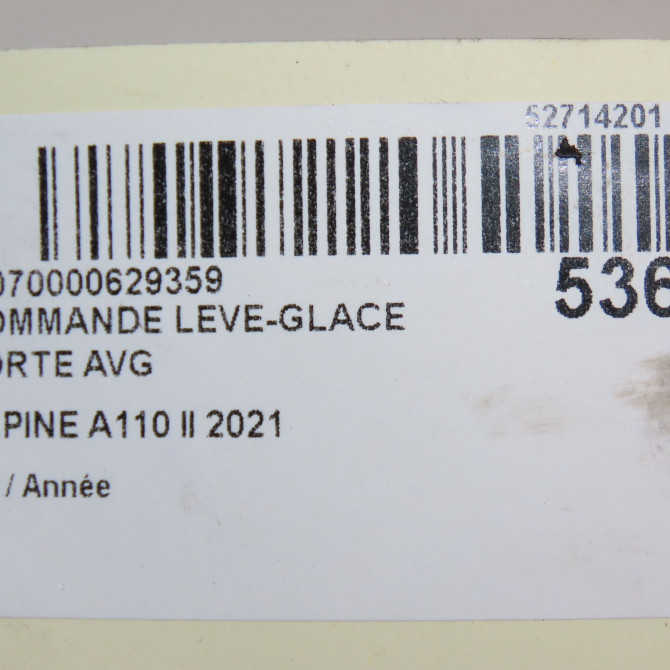 52714201
070000629359
536
OMMANDE LEVE-GLACE
ORTE AVG
PINE A110 II 2021
/ Année